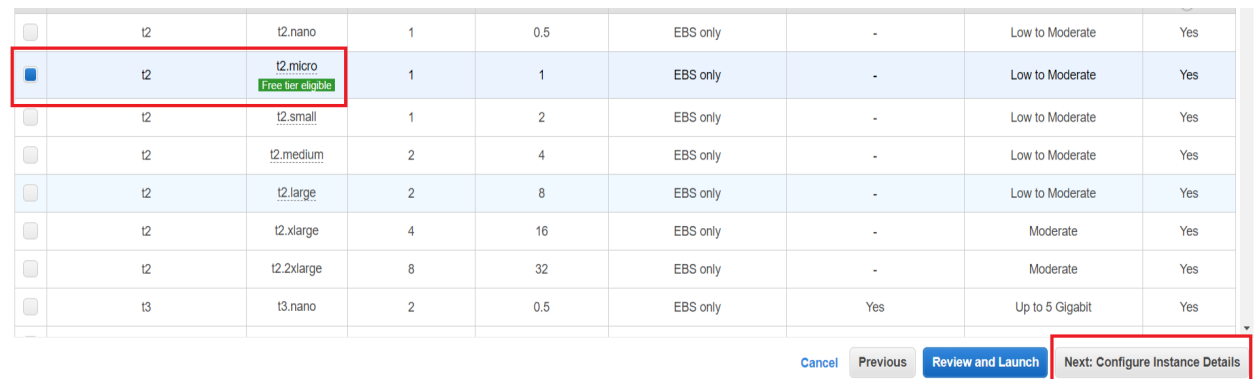 t2 t2.nano 1 0.5 EBS only - Low to Moderate Yes
t2 t2.micro 1 1 EBS only - Low to Moderate Yes
Free tier eligible
t2 t2.small 1 2 EBS only - Low to Moderate Yes
t2 t2.medium 2 4 EBS only - Low to Moderate Yes
t2 t2.large 2 8 EBS only - Low to Moderate Yes
t2 t2.xlarge 4 16 EBS only - Moderate Yes
t2 t2.2xlarge 8 32 EBS only - Moderate Yes
t3 t3.nano 2 0.5 EBS only Yes Up to 5 Gigabit Yes
Cancel Previous Review and Launch Next: Configure Instance Details